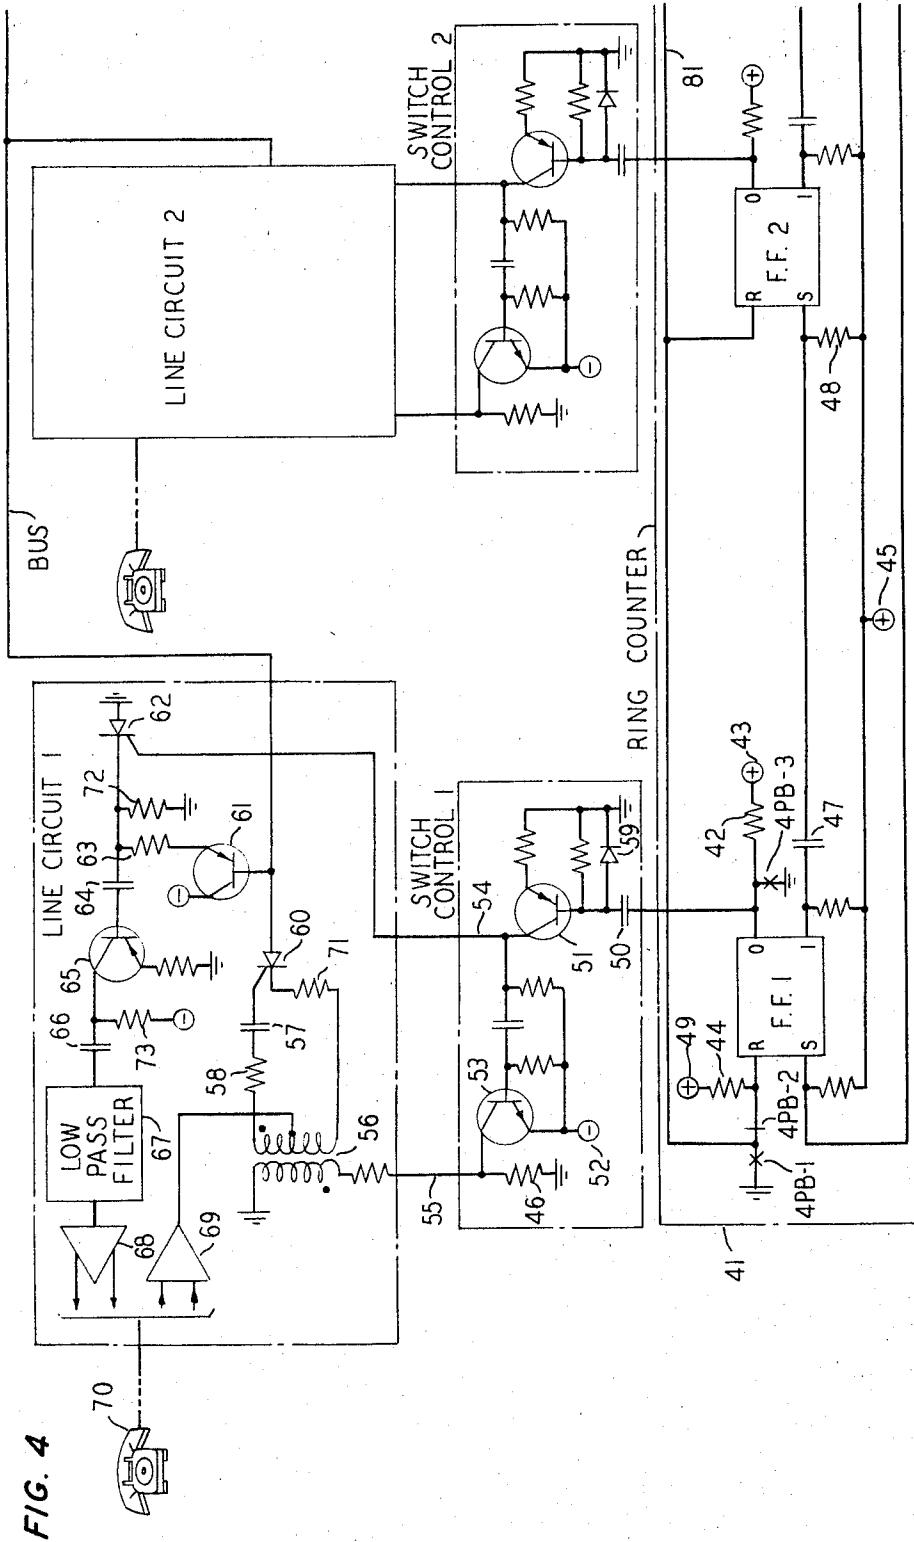 FIG. 4
70
LINE CIRCUIT 1
LOW
PASS
FILTER
67
68
69
66
65
73
64
63
72
62
61
60
71
57
58
56
55
BUS
LINE CIRCUIT 2
SWITCH
CONTROL 1
54
53
52
51
50
59
46
SWITCH
CONTROL 2
RING COUNTER
81
41
49
44
4PB-2
4PB-1
R
S
F.F. 1
0
1
42
43
4PB-3
47
45
48
R
S
F.F. 2
0
1